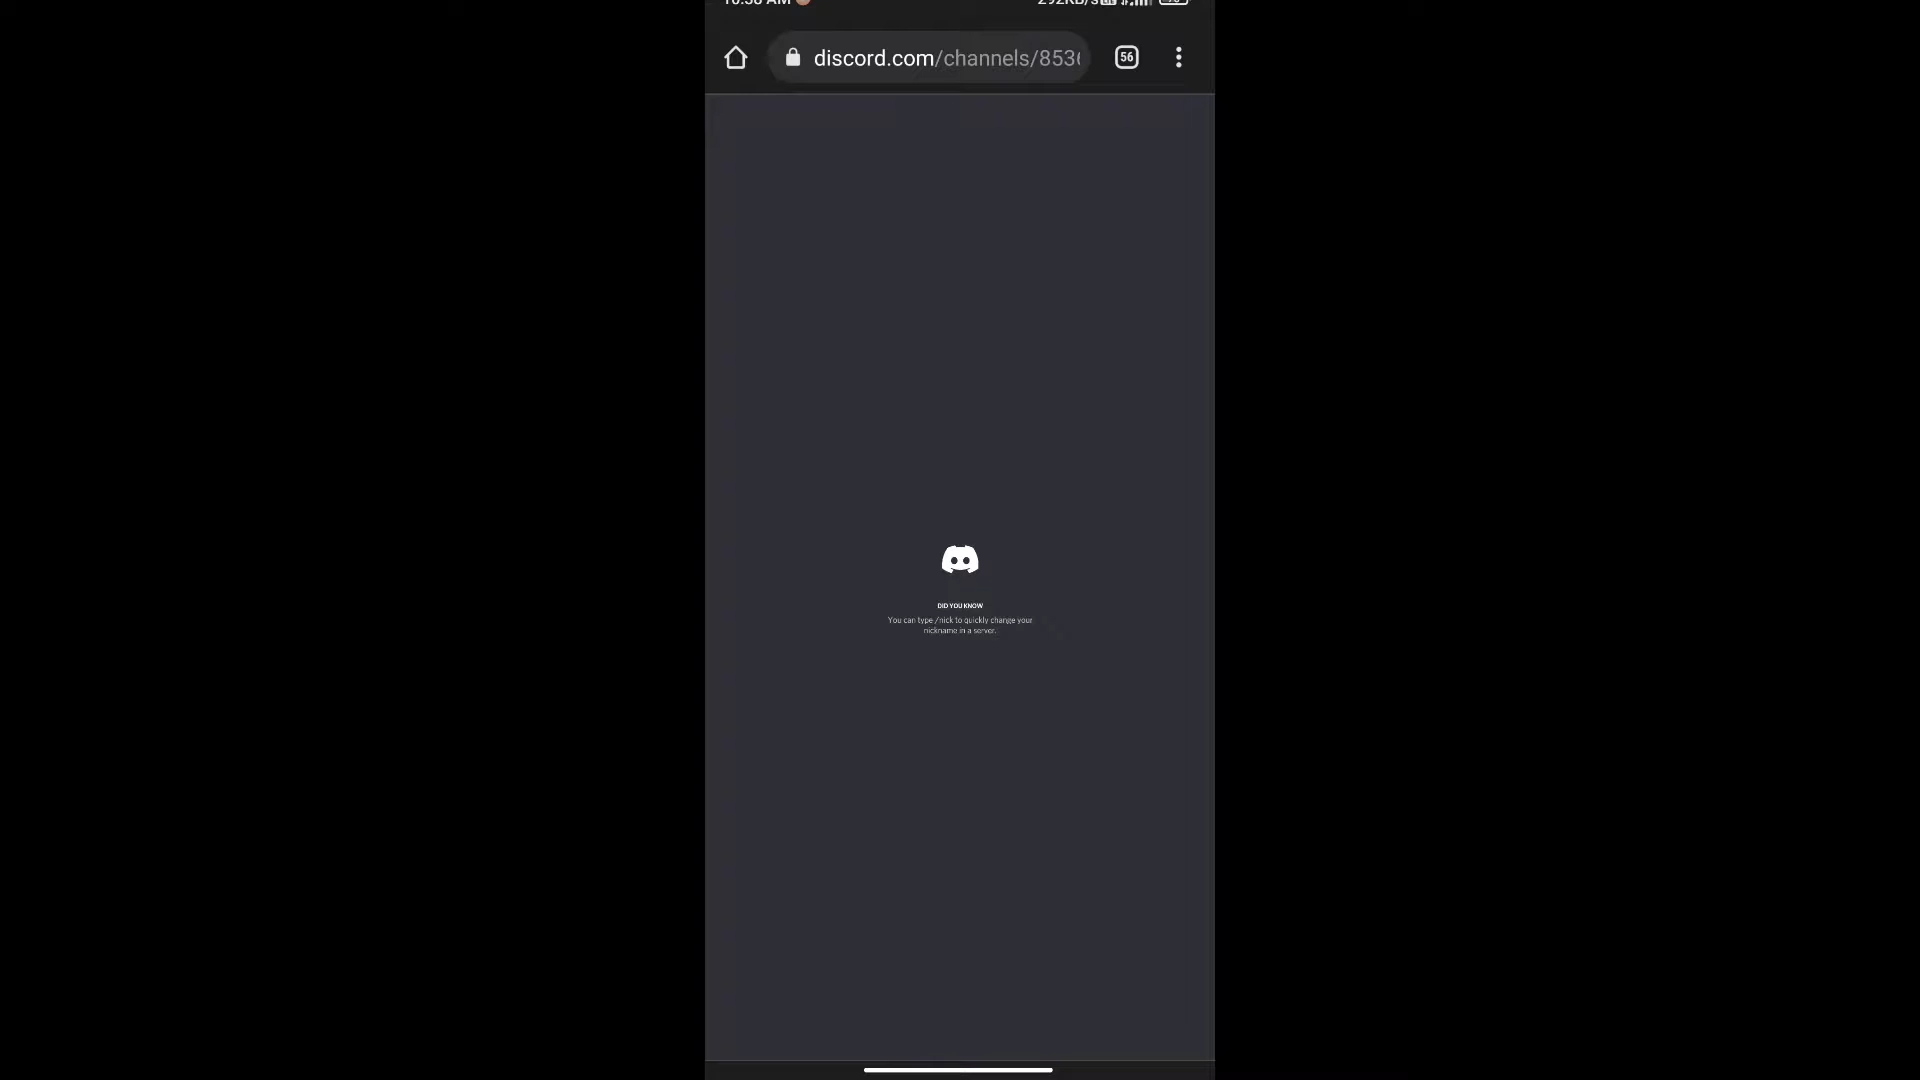 discord.com/channels/853
56
DID YOU KNOW
You can type /nick to quickly change your
nickname in a server.